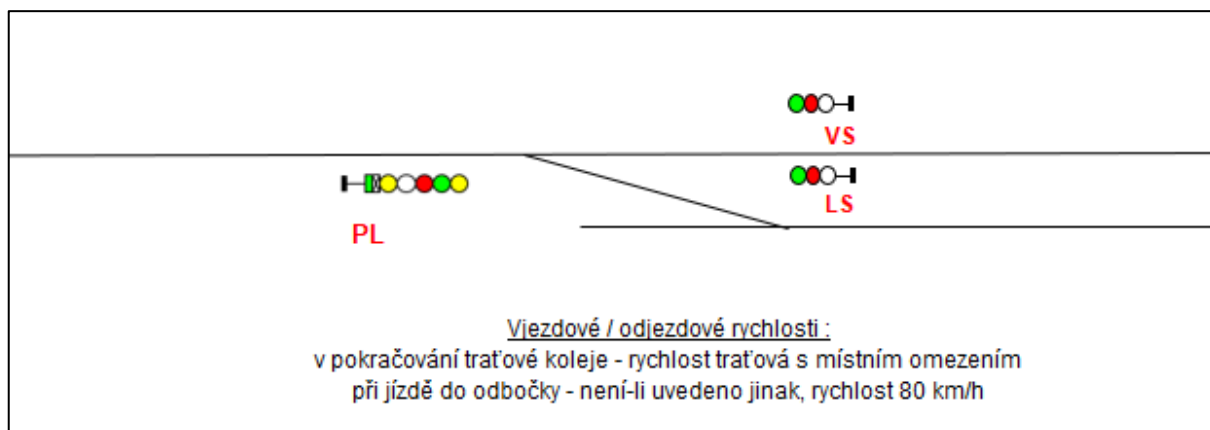 VS
LS
PL
Vjezdové / odjezdové rychlosti :
v pokračování traťové koleje - rychlost traťová s místním omezením
při jízdě do odbočky - není-li uvedeno jinak, rychlost 80 km/h